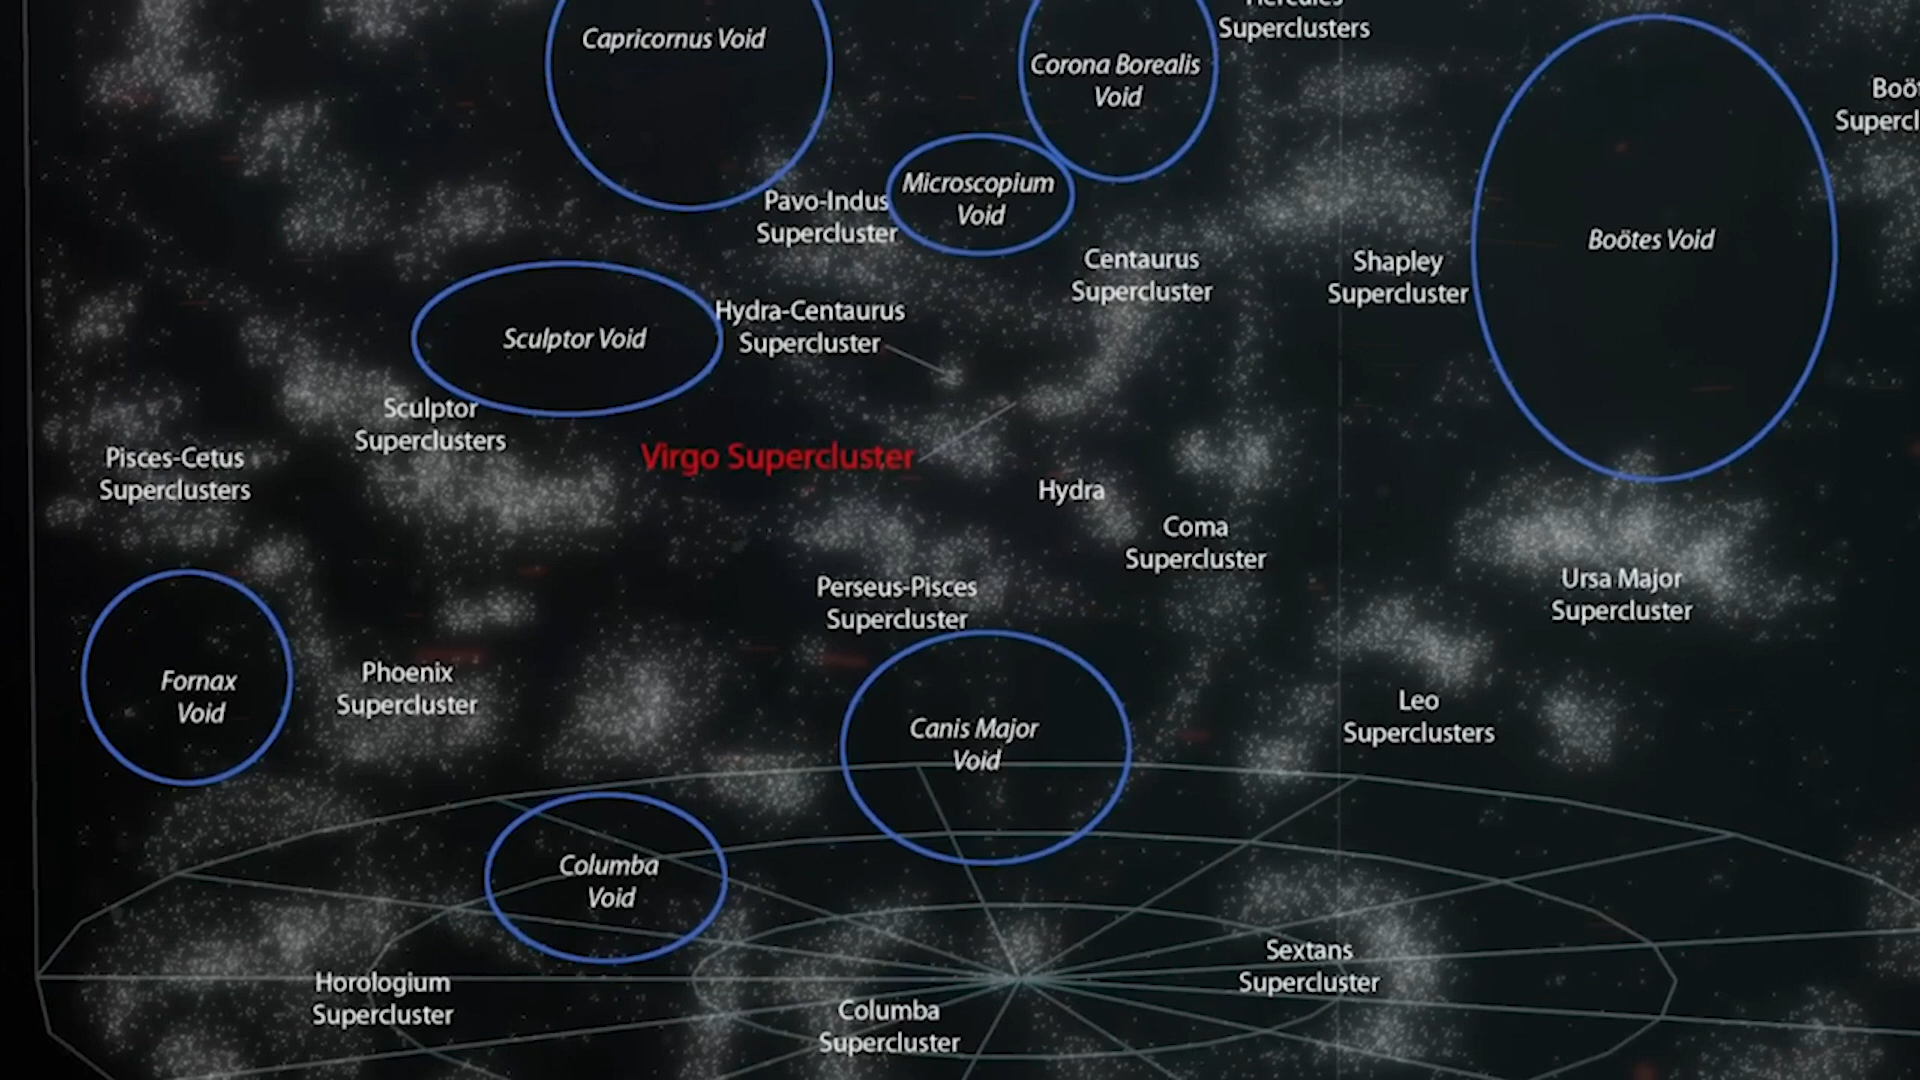 Superclusters
Capricornus Void
Corona Borealis
Void
Superclusters
Microscopium
Void
Pavo-Indus
Supercluster
Boötes Void
Centaurus
Supercluster
Shapley
Supercluster
Hydra-Centaurus
Supercluster
Sculptor Void
Sculptor
Superclusters
Virgo Supercluster
Pisces-Cetus
Superclusters
Hydra
Coma
Supercluster
Perseus-Pisces
Supercluster
Ursa Major
Supercluster
Fornax
Void
Phoenix
Supercluster
Canis Major
Void
Leo
Superclusters
Columba
Void
Horologium
Supercluster
Columba
Supercluster
Sextans
Supercluster